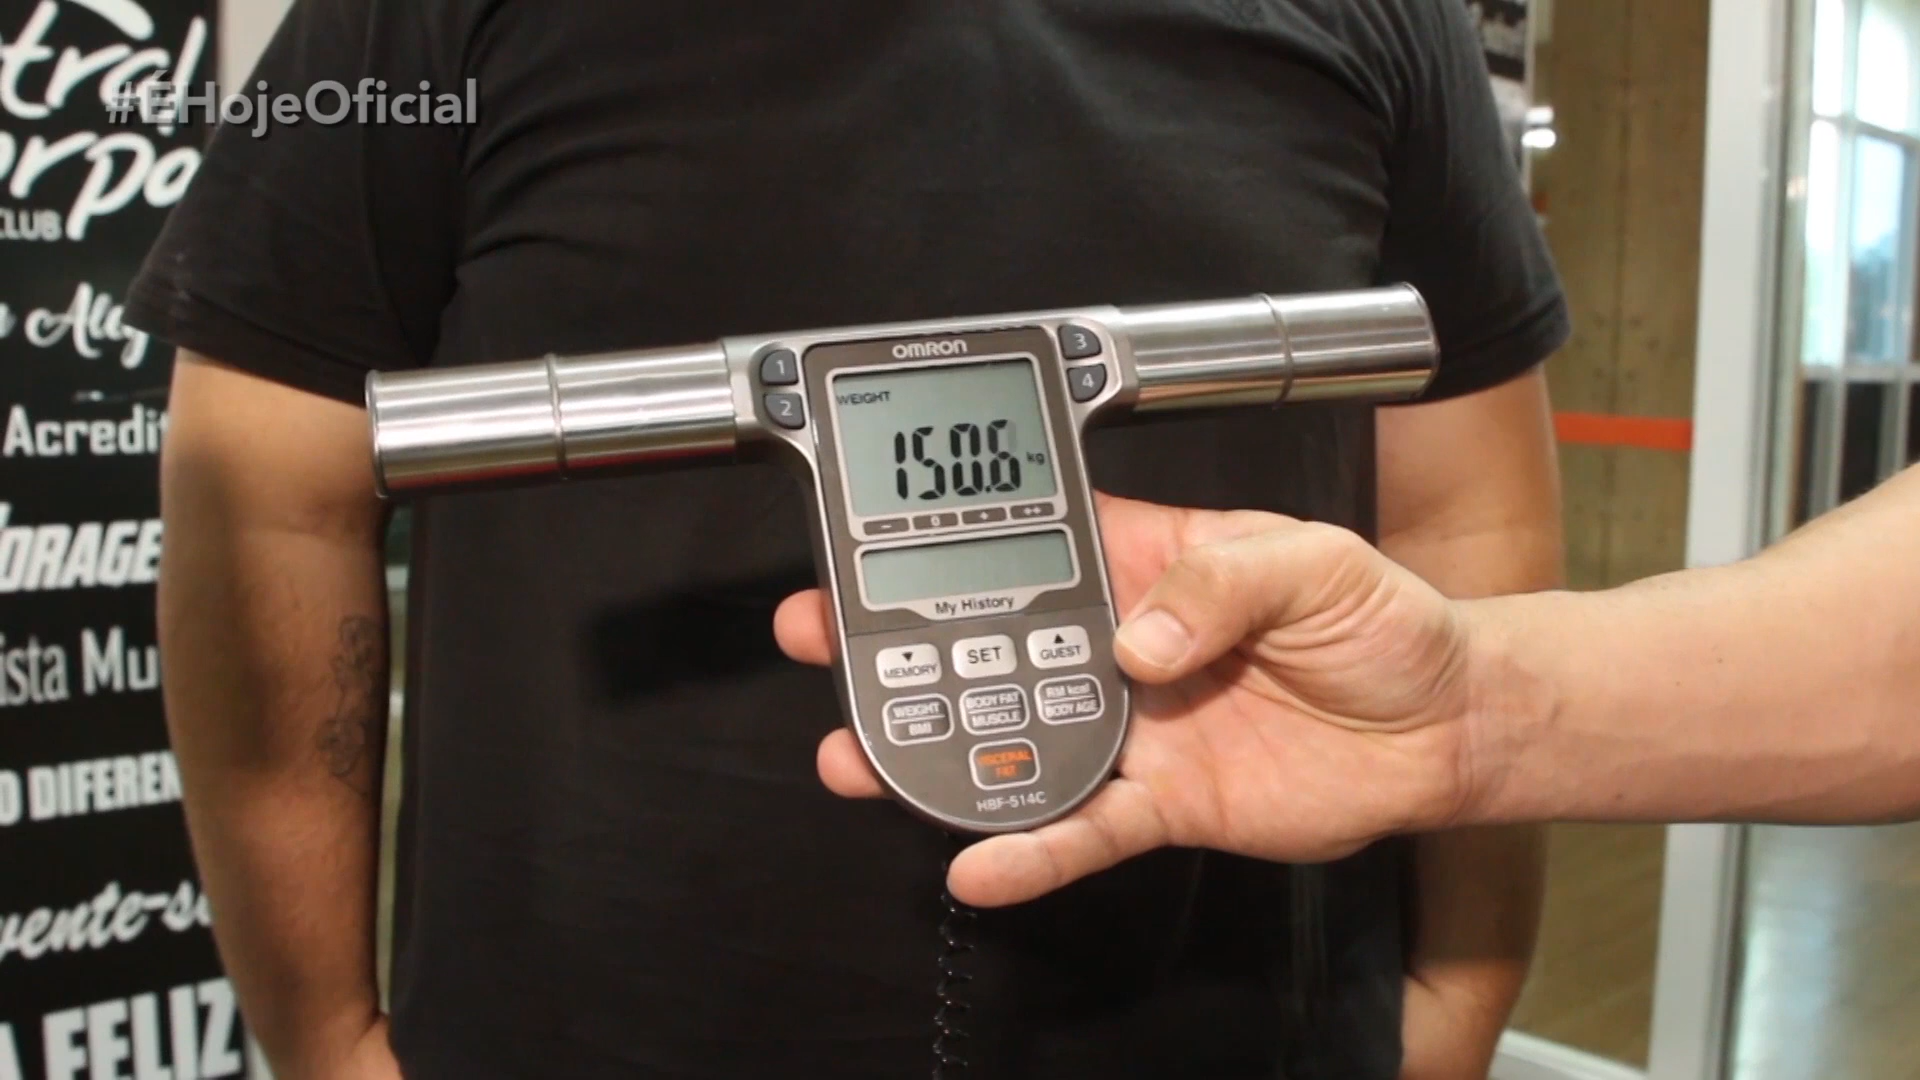 #ÉHojeOficial
CLUB
Acredit
ORAGE
ista Mu
O DIFEREN
vente-s
A FELIZ
OMRON
1
2
3
4
WEIGHT
150.6 kg
- 0 + ++
My History
▼ MEMORY
SET
▲ GUEST
WEIGHT
BMI
BODY FAT
MUSCLE
RM kcal
BODY AGE
VISCERAL
FAT
HBF-514C